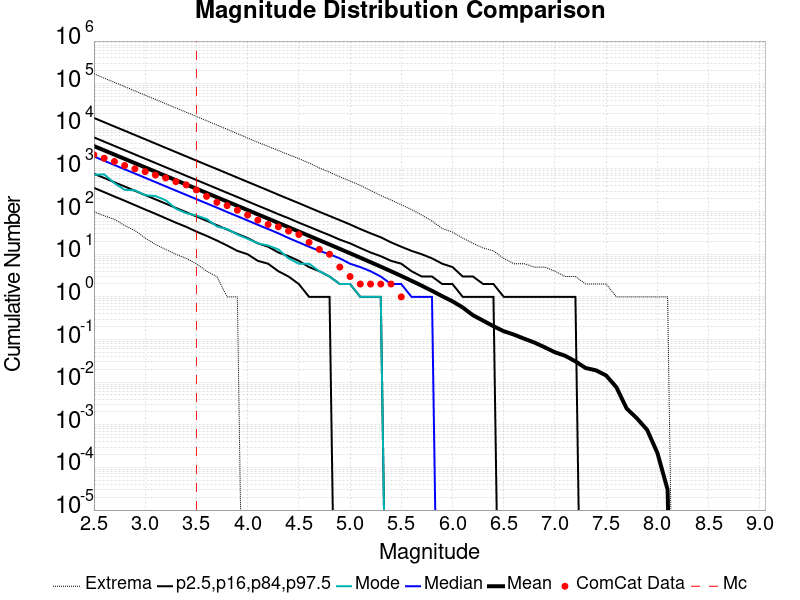 Magnitude Distribution Comparison
10^6
10^5
10^4
10^3
10^2
10^1
10^0
10^-1
10^-2
10^-3
10^-4
10^-5
Cumulative Number
2.5 3.0 3.5 4.0 4.5 5.0 5.5 6.0 6.5 7.0 7.5 8.0 8.5 9.0
Magnitude
Extrema p2.5,p16,p84,p97.5 Mode Median Mean ComCat Data Mc